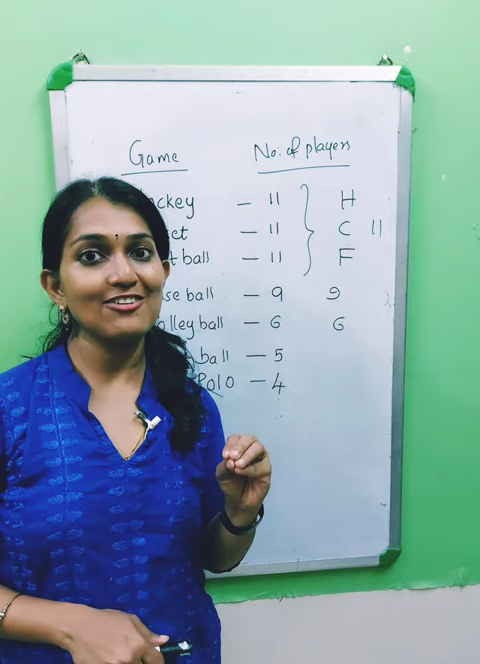 Game No. of players
ockey - 11 } H
et - 11 } C 11
t ball - 11 } F
se ball - 9 9
olley ball - 6 6
ball - 5
Polo - 4